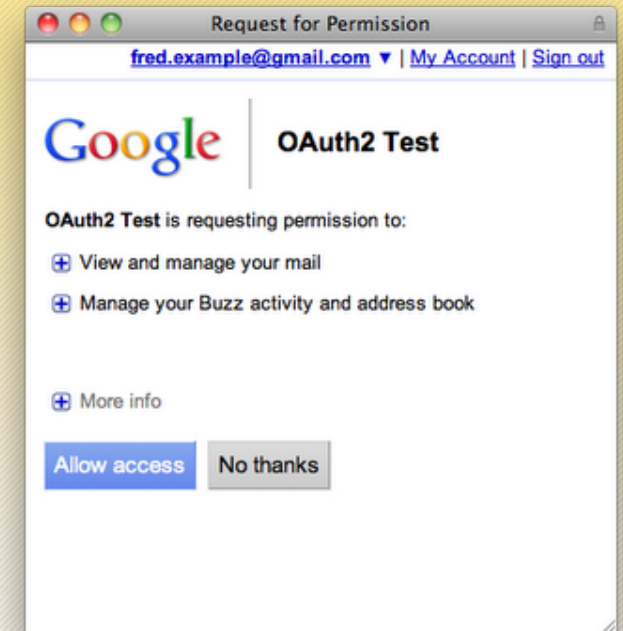 Request for Permission
fred.example@gmail.com ▼ | My Account | Sign out
Google OAuth2 Test
OAuth2 Test is requesting permission to:
View and manage your mail
Manage your Buzz activity and address book
More info
Allow access No thanks